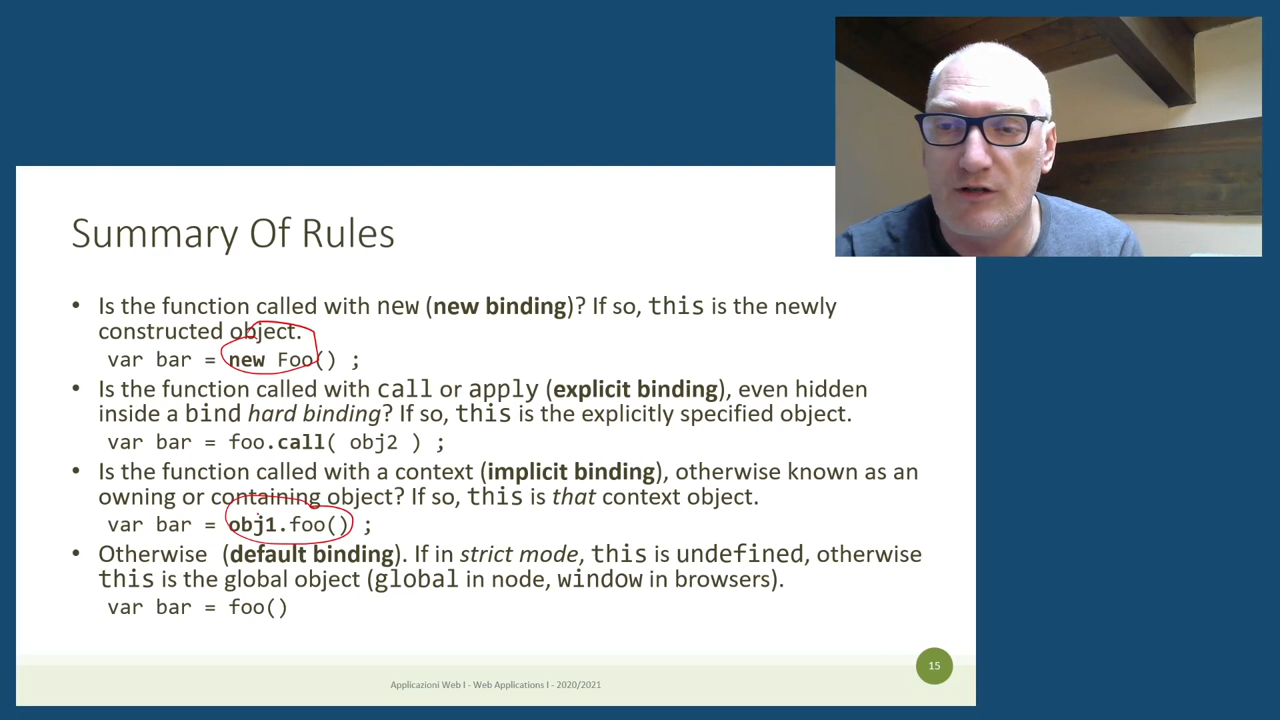 Summary Of Rules
• Is the function called with new (new binding)? If so, this is the newly
constructed object.
var bar = new Foo() ;
• Is the function called with call or apply (explicit binding), even hidden
inside a bind hard binding? If so, this is the explicitly specified object.
var bar = foo.call( obj2 ) ;
• Is the function called with a context (implicit binding), otherwise known as an
owning or containing object? If so, this is that context object.
var bar = obj1.foo() ;
• Otherwise (default binding). If in strict mode, this is undefined, otherwise
this is the global object (global in node, window in browsers).
var bar = foo()
Applicazioni Web I - Web Applications I - 2020/2021
15